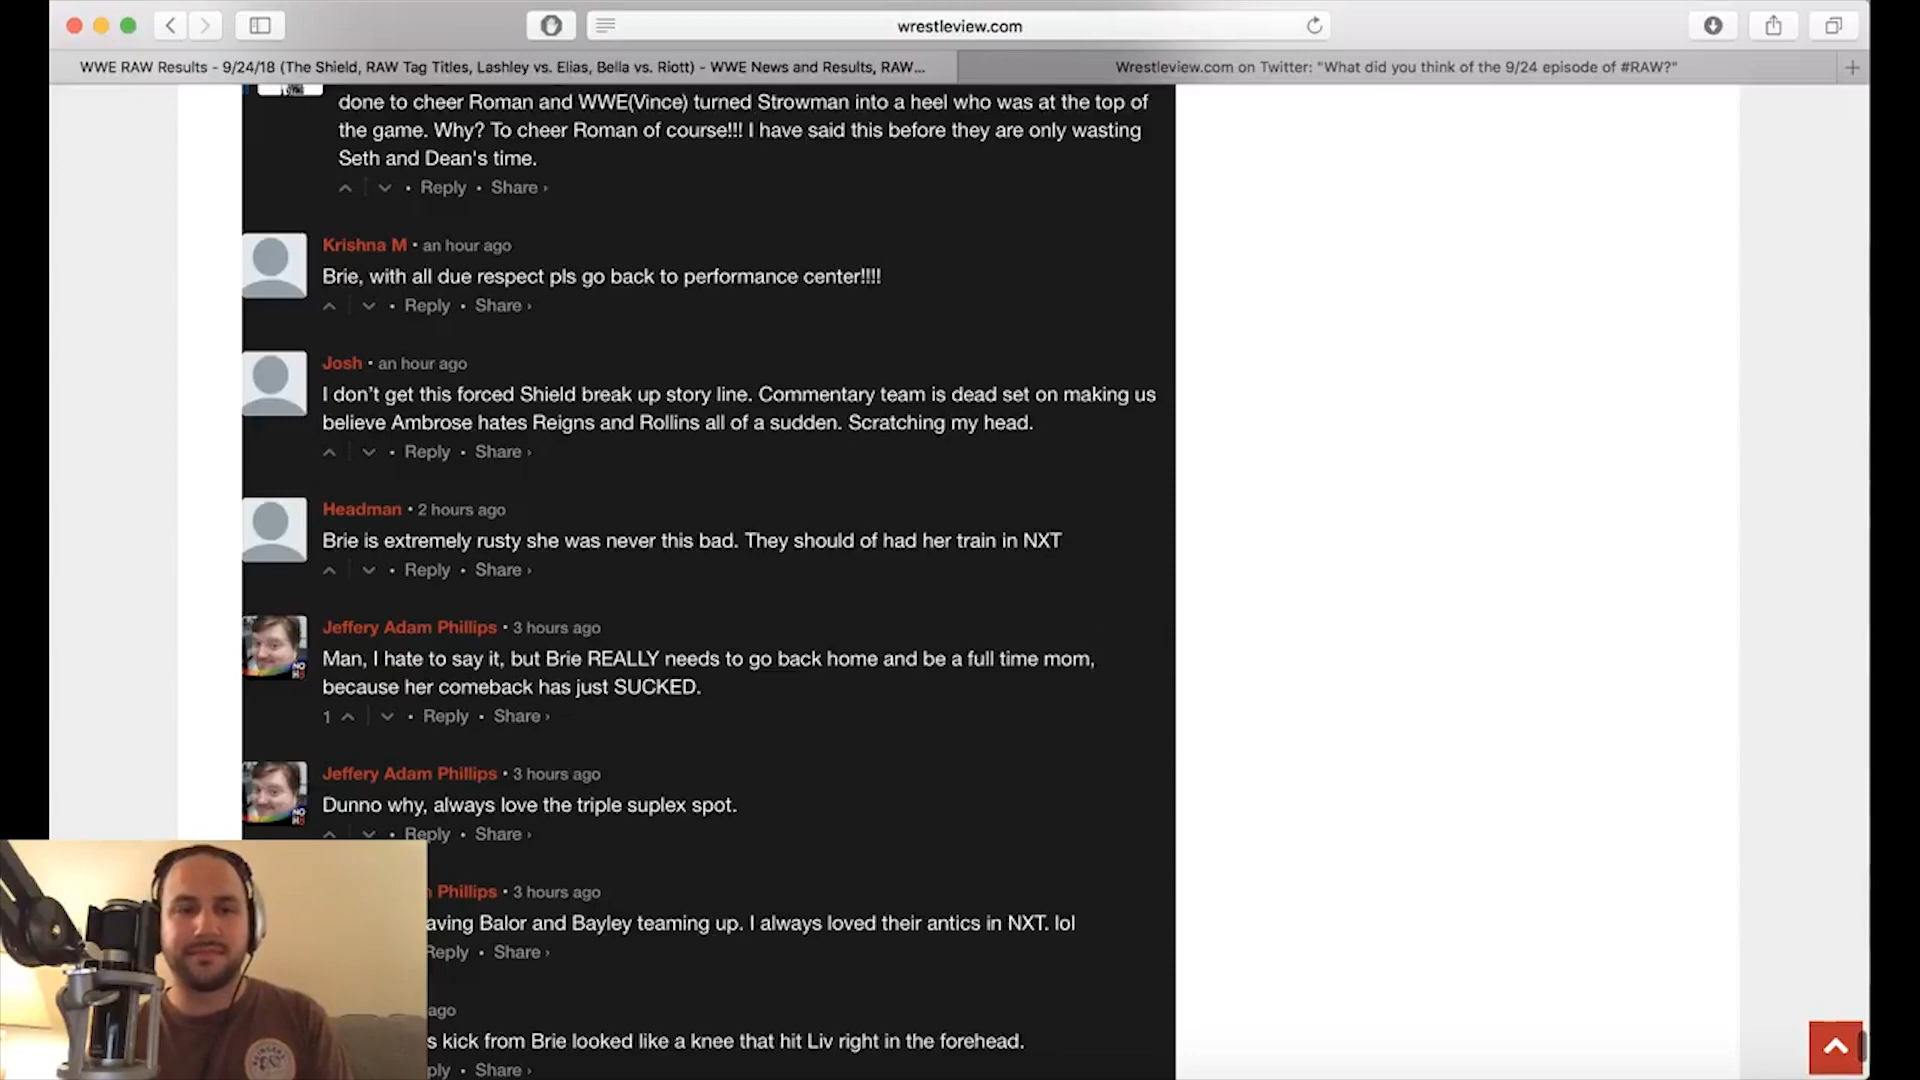 wrestleview.com
WWE RAW Results - 9/24/18 (The Shield, RAW Tag Titles, Lashley vs. Elias, Bella vs. Riott) - WWE News and Results, RAW...
Wrestleview.com on Twitter: "What did you think of the 9/24 episode of #RAW?"
done to cheer Roman and WWE(Vince) turned Strowman into a heel who was at the top of
the game. Why? To cheer Roman of course!!! I have said this before they are only wasting
Seth and Dean's time.
• Reply • Share ›
Krishna M • an hour ago
Brie, with all due respect pls go back to performance center!!!!
• Reply • Share ›
Josh • an hour ago
I don't get this forced Shield break up story line. Commentary team is dead set on making us
believe Ambrose hates Reigns and Rollins all of a sudden. Scratching my head.
• Reply • Share ›
Headman • 2 hours ago
Brie is extremely rusty she was never this bad. They should of had her train in NXT
• Reply • Share ›
Jeffery Adam Phillips • 3 hours ago
Man, I hate to say it, but Brie REALLY needs to go back home and be a full time mom,
because her comeback has just SUCKED.
1 • Reply • Share ›
Jeffery Adam Phillips • 3 hours ago
Dunno why, always love the triple suplex spot.
• Reply • Share ›
Phillips • 3 hours ago
aving Balor and Bayley teaming up. I always loved their antics in NXT. lol
Reply • Share ›
ago
s kick from Brie looked like a knee that hit Liv right in the forehead.
ply • Share ›